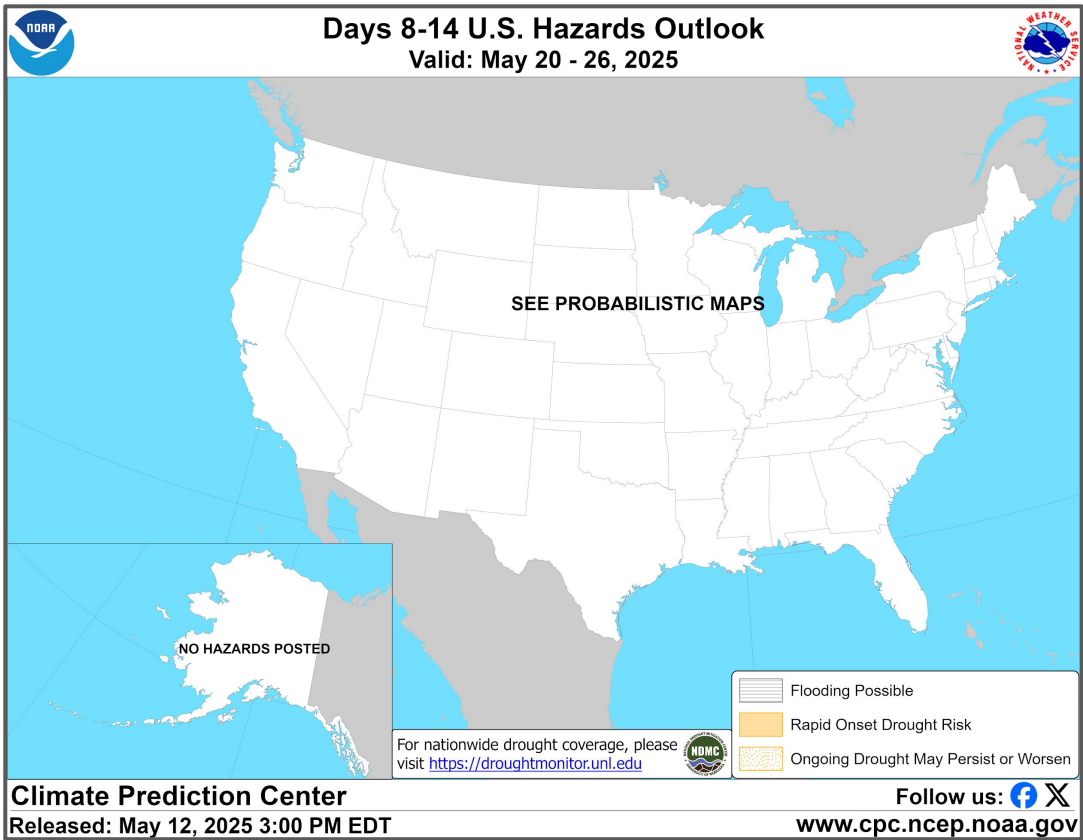 NOAA
Days 8-14 U.S. Hazards Outlook
Valid: May 20 - 26, 2025
NATIONAL WEATHER SERVICE
SEE PROBABILISTIC MAPS
NO HAZARDS POSTED
For nationwide drought coverage, please
visit https://droughtmonitor.unl.edu
NDMC
Flooding Possible
Rapid Onset Drought Risk
Ongoing Drought May Persist or Worsen
Climate Prediction Center
Follow us:
Released: May 12, 2025 3:00 PM EDT
www.cpc.ncep.noaa.gov